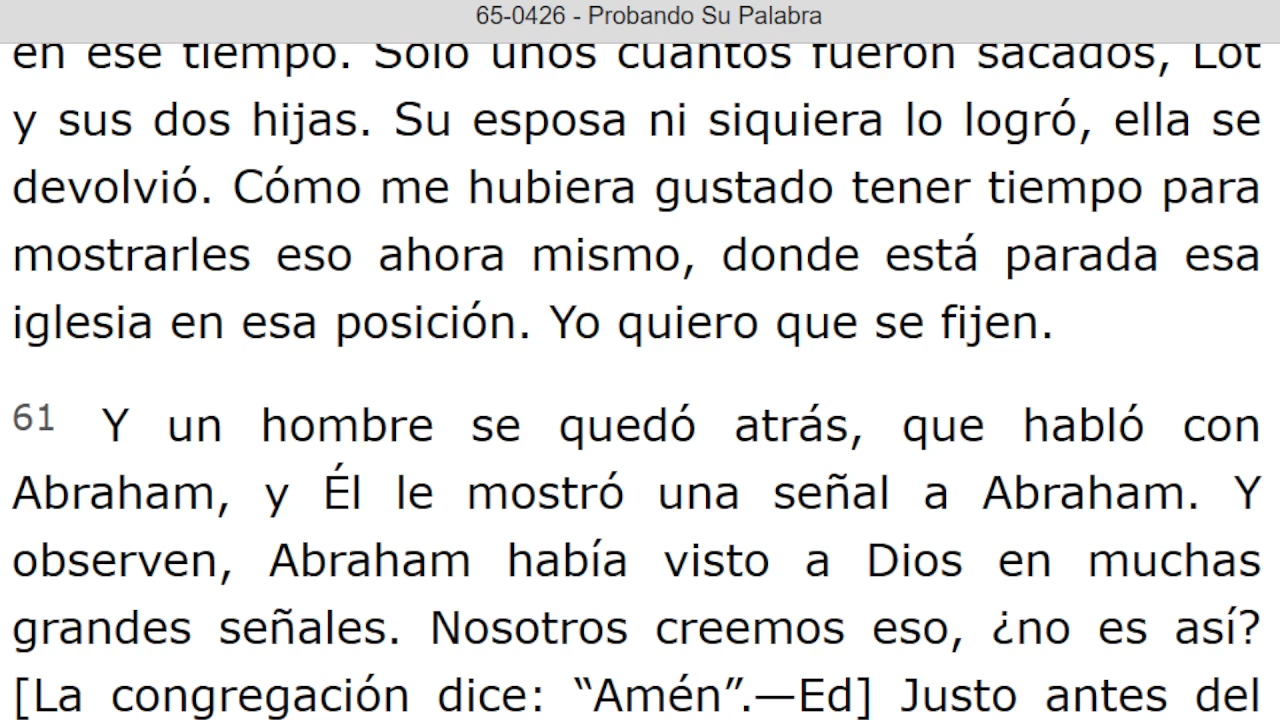 65-0426 - Probando Su Palabra
en ese tiempo. Sólo unos cuantos fueron sacados, Lot
y sus dos hijas. Su esposa ni siquiera lo logró, ella se
devolvió. Cómo me hubiera gustado tener tiempo para
mostrarles eso ahora mismo, donde está parada esa
iglesia en esa posición. Yo quiero que se fijen.
61 Y un hombre se quedó atrás, que habló con
Abraham, y Él le mostró una señal a Abraham. Y
observen, Abraham había visto a Dios en muchas
grandes señales. Nosotros creemos eso, ¿no es así?
[La congregación dice: “Amén”.—Ed] Justo antes del